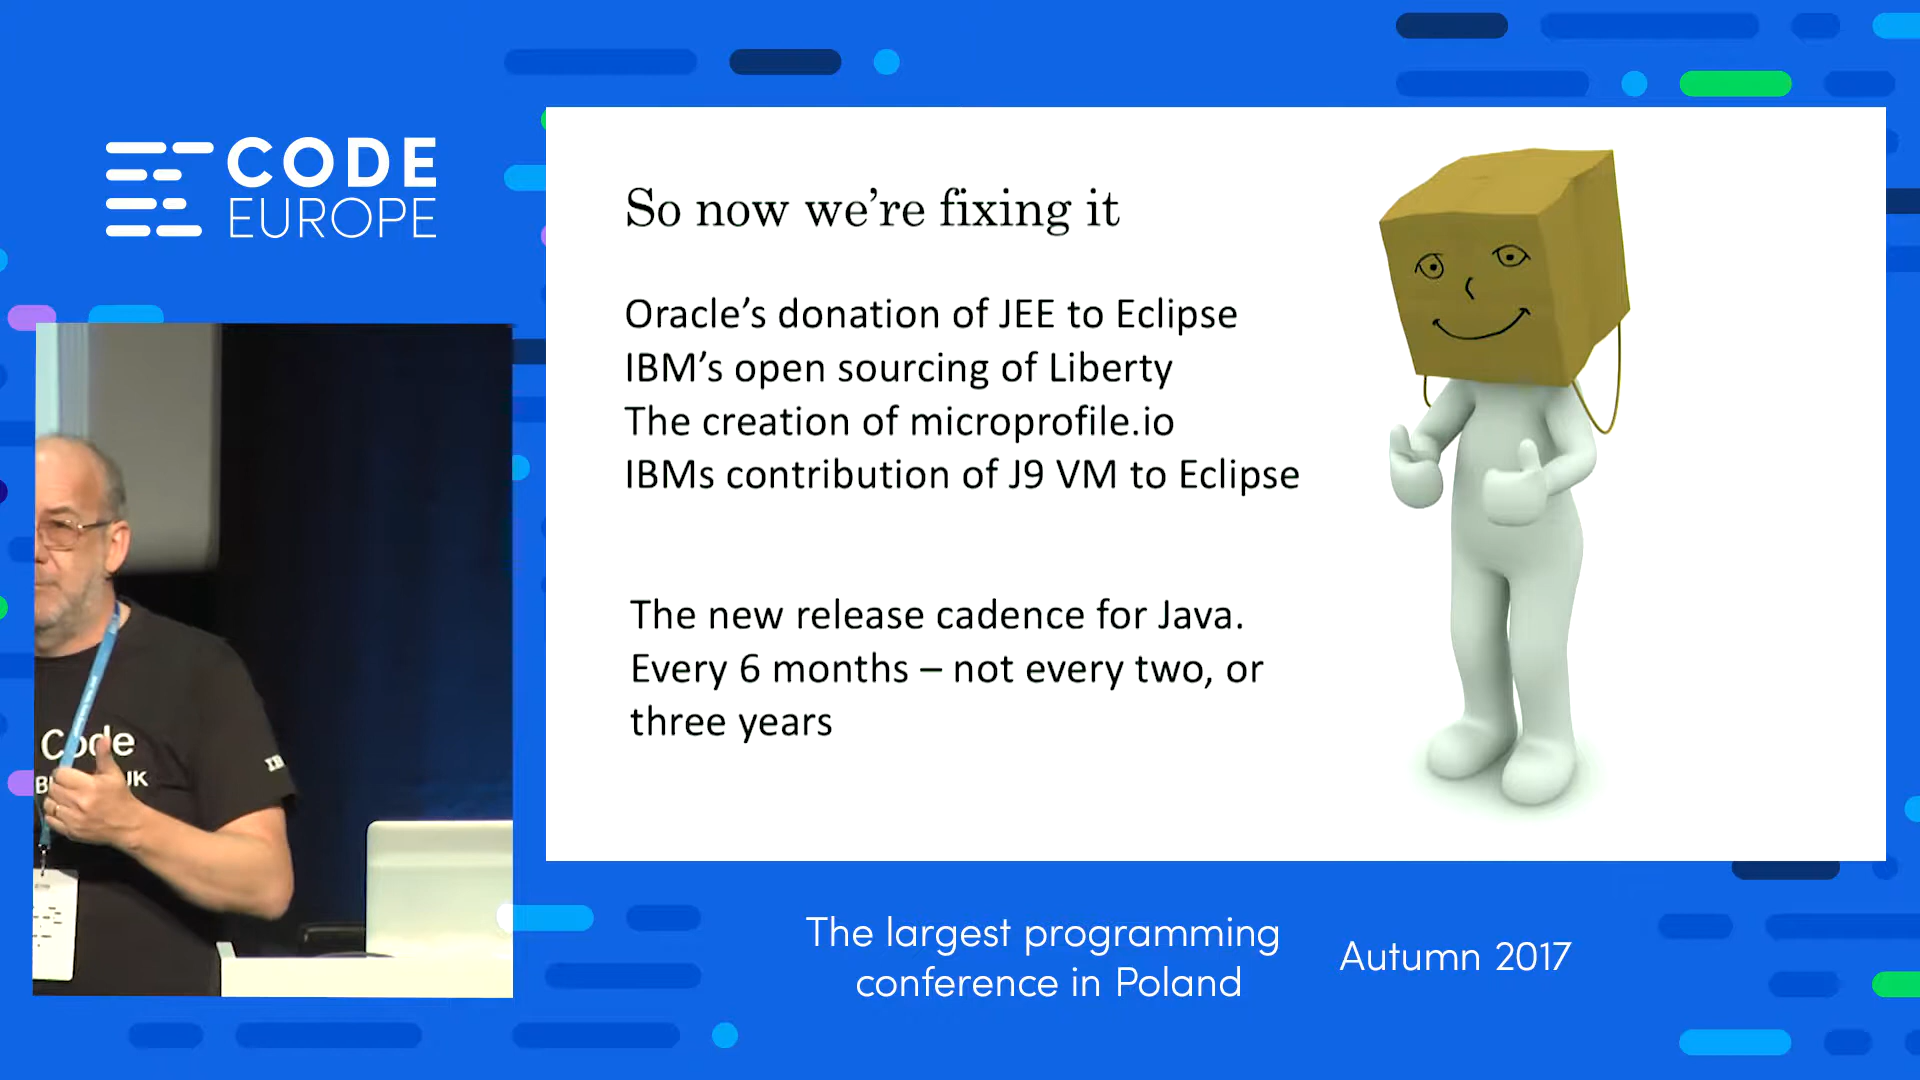 CODE
EUROPE
So now we're fixing it
Oracle's donation of JEE to Eclipse
IBM's open sourcing of Liberty
The creation of microprofile.io
IBMs contribution of J9 VM to Eclipse
The new release cadence for Java.
Every 6 months – not every two, or
three years
Code
The largest programming
conference in Poland
Autumn 2017